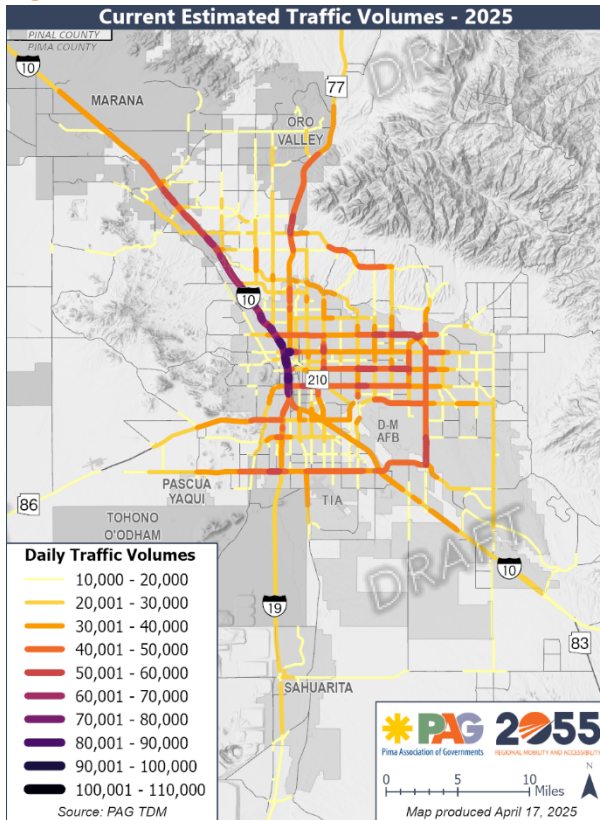 Current Estimated Traffic Volumes - 2025
PINAL COUNTY
PIMA COUNTY
10
DRAFT
MARANA
77
ORO
VALLEY
10
210
D-M
AFB
PASCUA
YAQUI
TIA
86
TOHONO
O'ODHAM
DRAFT
10
19
83
SAHUARITA
Daily Traffic Volumes
10,000 - 20,000
20,001 - 30,000
30,001 - 40,000
40,001 - 50,000
50,001 - 60,000
60,001 - 70,000
70,001 - 80,000
80,001 - 90,000
90,001 - 100,000
100,001 - 110,000
Source: PAG TDM
PAG
Pima Association of Governments
2055
REGIONAL MOBILITY AND ACCESSIBILITY
0 5 10
Miles
N
Map produced April 17, 2025